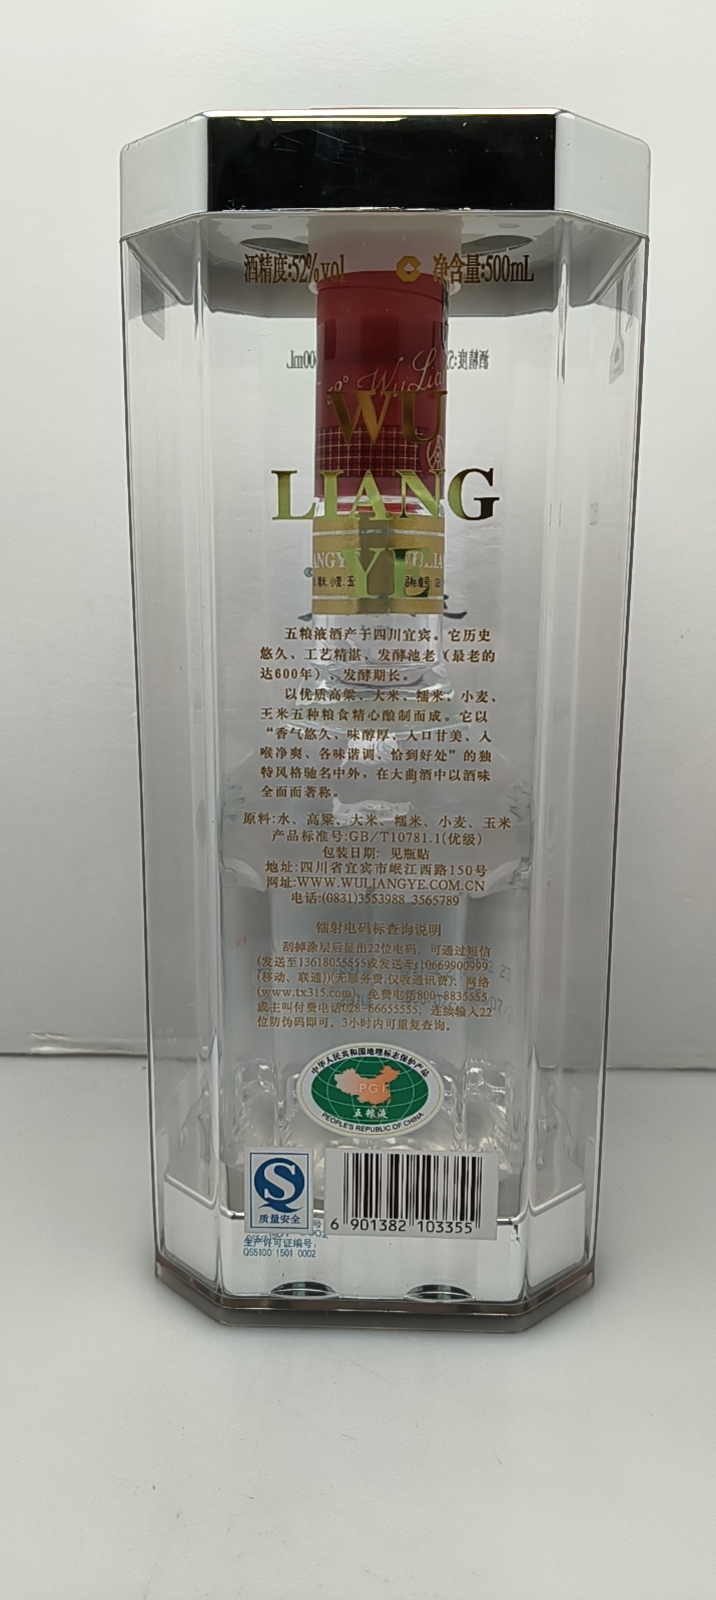 酒精度:52%vol 净含量:500mL
WU
LIANG
YE
五粮液酒产于四川宜宾。它历史
悠久、工艺精湛、发酵池老（最老的
达600年）、发酵期长。
以优质高粱、大米、糯米、小麦、
玉米五种粮食精心酿制而成。它以
“香气悠久、味醇厚、入口甘美、入
喉净爽、各味谐调、恰到好处”的独
特风格驰名中外，在大曲酒中以酒味
全面而著称。
原料:水、高粱、大米、糯米、小麦、玉米
产品标准号:GB/T10781.1(优级)
包装日期: 见瓶贴
地址:四川省宜宾市岷江西路150号
网址:WWW.WULIANGYE.COM.CN
电话:(0831)3553988 3565789
镭射电码标查询说明
刮掉涂层后显出22位电码，可通过短信
(发送至13618055555或发送至10669900999
(移动、联通))(无服务费,仅收通讯费)、网络
(www.tx315.com)、免费电话800-8835555
或主叫付费电话028-66655555，连续输入22
位防伪码即可。3小时内可重复查询。
中华人民共和国地理标志保护产品
PGI
五粮液
PEOPLE'S REPUBLIC OF CHINA
质量安全
6 901382 103355
生产许可证编号:
QS5100 1501 0002